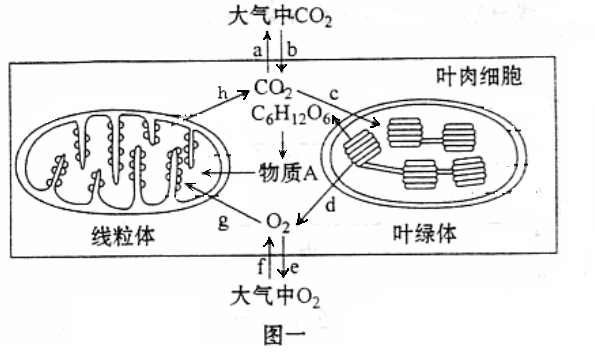 大气中CO₂
a b
叶肉细胞
h CO₂ c
C₆H₁₂O₆
物质A
g O₂ d
线粒体 叶绿体
f e
大气中O₂
图一